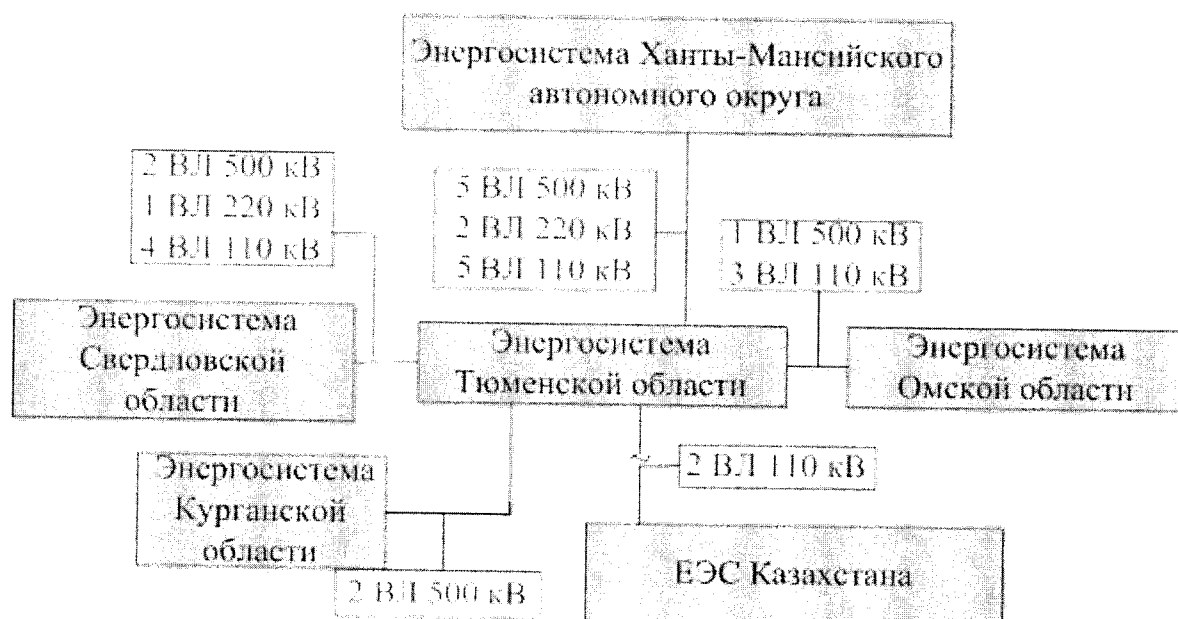 Энергосистема Ханты-Мансийского
автономного округа
2 ВЛ 500 кВ
1 ВЛ 220 кВ
4 ВЛ 110 кВ
5 ВЛ 500 кВ
2 ВЛ 220 кВ
5 ВЛ 110 кВ
1 ВЛ 500 кВ
3 ВЛ 110 кВ
Энергосистема
Свердловской
области
Энергосистема
Тюменской области
Энергосистема
Омской области
Энергосистема
Курганской
области
2 ВЛ 110 кВ
2 ВЛ 500 кВ
ЕЭС Казахстана